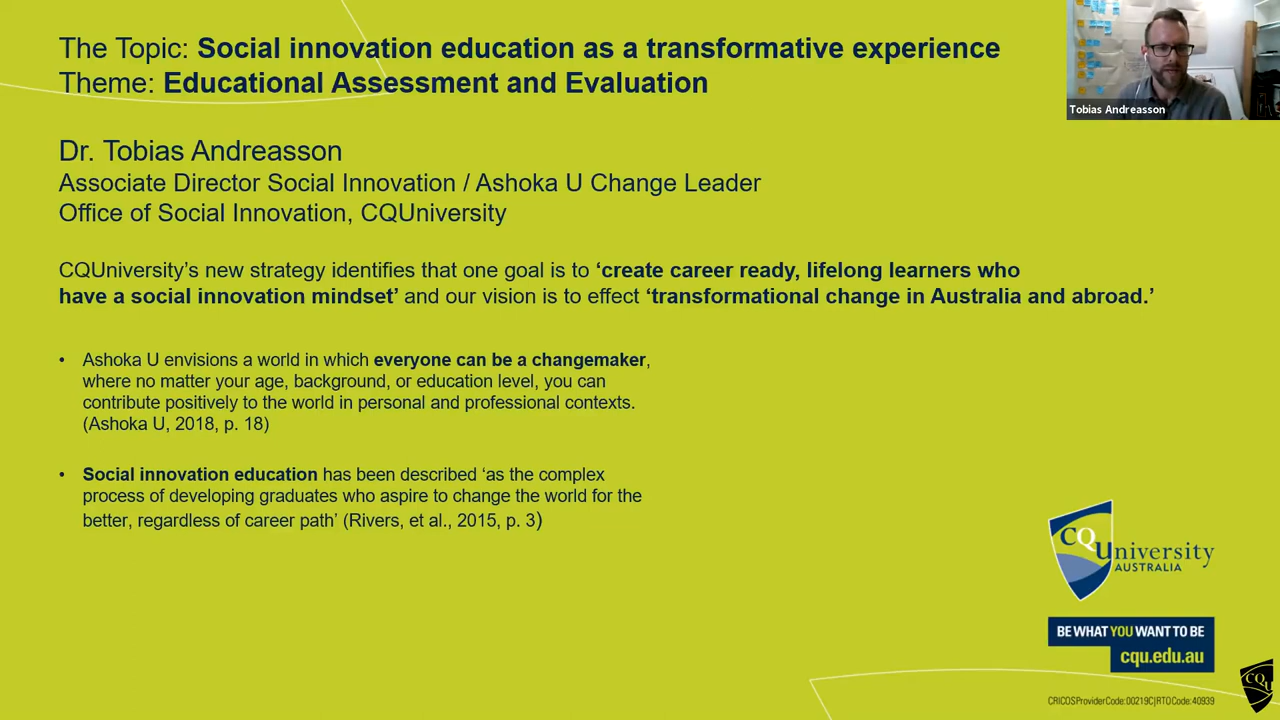 The Topic: Social innovation education as a transformative experience
Theme: Educational Assessment and Evaluation
Tobias Andreasson
Dr. Tobias Andreasson
Associate Director Social Innovation / Ashoka U Change Leader
Office of Social Innovation, CQUniversity
CQUniversity’s new strategy identifies that one goal is to ‘create career ready, lifelong learners who
have a social innovation mindset’ and our vision is to effect ‘transformational change in Australia and abroad.’
• Ashoka U envisions a world in which everyone can be a changemaker,
where no matter your age, background, or education level, you can
contribute positively to the world in personal and professional contexts.
(Ashoka U, 2018, p. 18)
• Social innovation education has been described ‘as the complex
process of developing graduates who aspire to change the world for the
better, regardless of career path’ (Rivers, et al., 2015, p. 3)
CQUniversity
AUSTRALIA
BE WHAT YOU WANT TO BE
cqu.edu.au
CQU
CRICOSProviderCode:00219C|RTOCode:40939